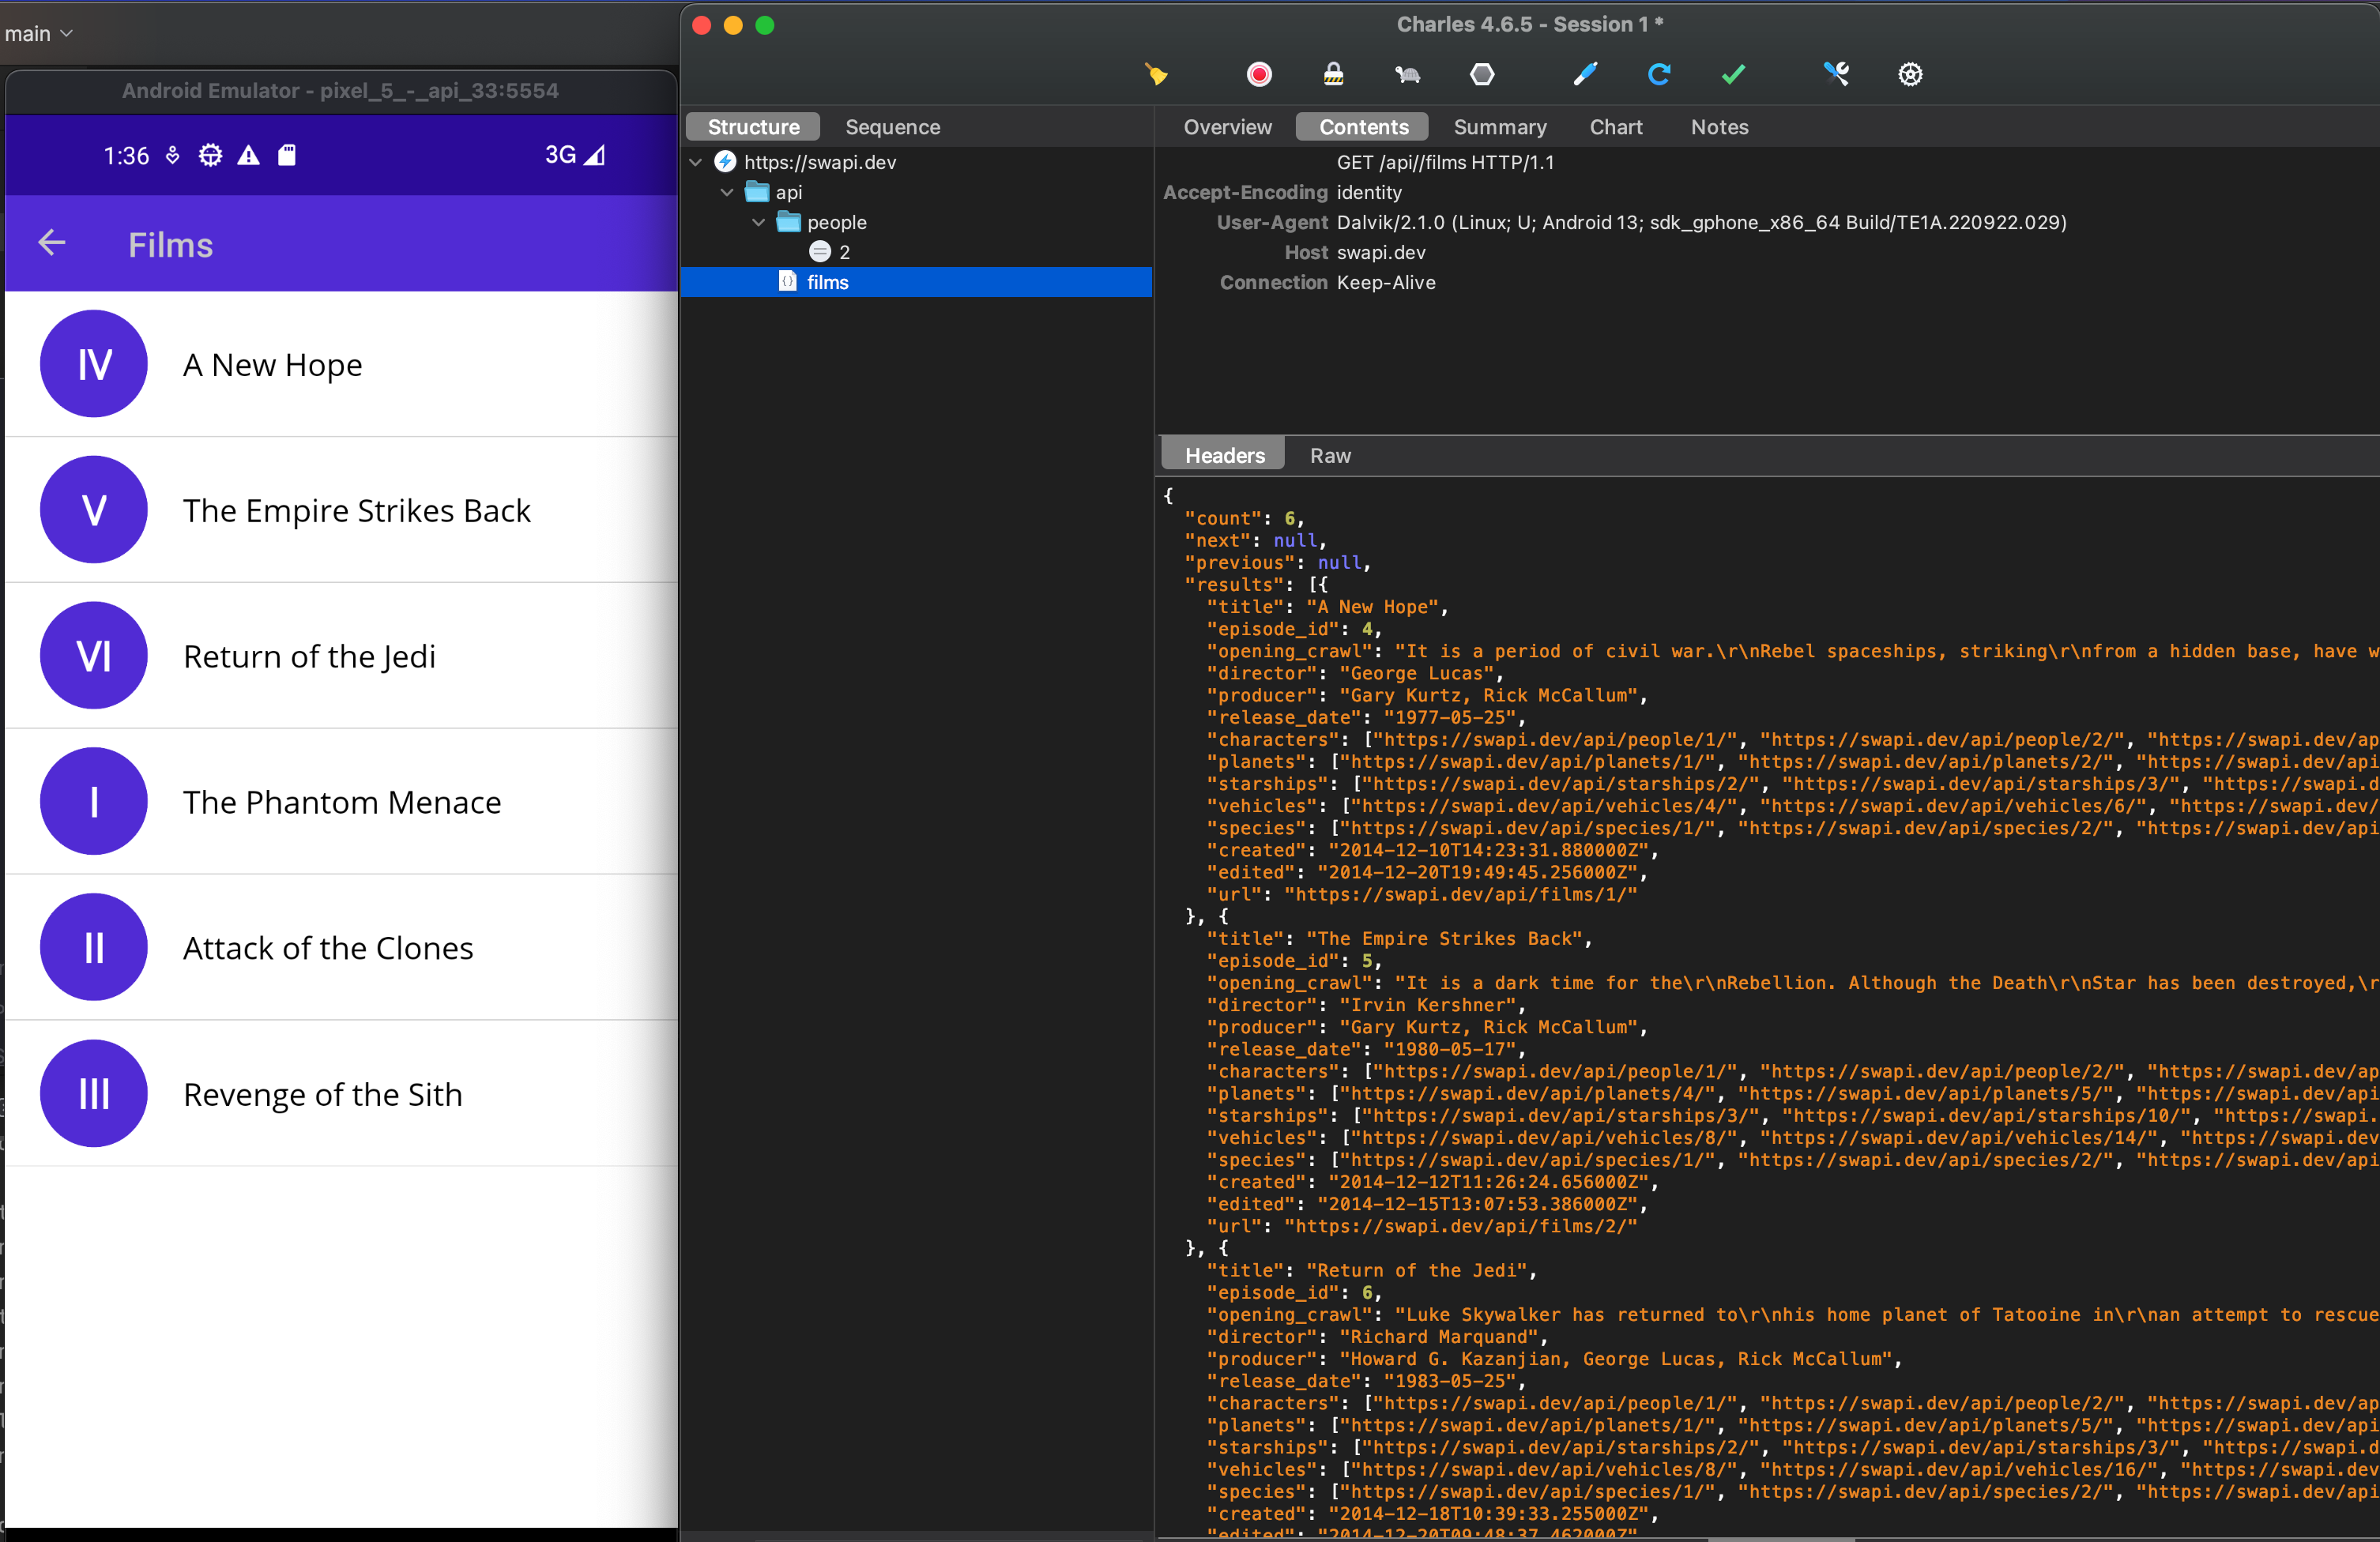 main
Android Emulator - pixel_5_-_api_33:5554
1:36
3G
Films
IV
A New Hope
V
The Empire Strikes Back
VI
Return of the Jedi
I
The Phantom Menace
II
Attack of the Clones
III
Revenge of the Sith
Charles 4.6.5 - Session 1 *
Structure
Sequence
https://swapi.dev
api
people
2
films
Overview
Contents
Summary
Chart
Notes
GET /api//films HTTP/1.1
Accept-Encoding identity
User-Agent Dalvik/2.1.0 (Linux; U; Android 13; sdk_gphone_x86_64 Build/TE1A.220922.029)
Host swapi.dev
Connection Keep-Alive
Headers
Raw
{
"count": 6,
"next": null,
"previous": null,
"results": [{
"title": "A New Hope",
"episode_id": 4,
"opening_crawl": "It is a period of civil war.\r\nRebel spaceships, striking\r\nfrom a hidden base, have w
"director": "George Lucas",
"producer": "Gary Kurtz, Rick McCallum",
"release_date": "1977-05-25",
"characters": ["https://swapi.dev/api/people/1/", "https://swapi.dev/api/people/2/", "https://swapi.dev/ap
"planets": ["https://swapi.dev/api/planets/1/", "https://swapi.dev/api/planets/2/", "https://swapi.dev/api
"starships": ["https://swapi.dev/api/starships/2/", "https://swapi.dev/api/starships/3/", "https://swapi.d
"vehicles": ["https://swapi.dev/api/vehicles/4/", "https://swapi.dev/api/vehicles/6/", "https://swapi.dev/
"species": ["https://swapi.dev/api/species/1/", "https://swapi.dev/api/species/2/", "https://swapi.dev/api
"created": "2014-12-10T14:23:31.880000Z",
"edited": "2014-12-20T19:49:45.256000Z",
"url": "https://swapi.dev/api/films/1/"
}, {
"title": "The Empire Strikes Back",
"episode_id": 5,
"opening_crawl": "It is a dark time for the\r\nRebellion. Although the Death\r\nStar has been destroyed,\r
"director": "Irvin Kershner",
"producer": "Gary Kurtz, Rick McCallum",
"release_date": "1980-05-17",
"characters": ["https://swapi.dev/api/people/1/", "https://swapi.dev/api/people/2/", "https://swapi.dev/ap
"planets": ["https://swapi.dev/api/planets/4/", "https://swapi.dev/api/planets/5/", "https://swapi.dev/api
"starships": ["https://swapi.dev/api/starships/3/", "https://swapi.dev/api/starships/10/", "https://swapi.
"vehicles": ["https://swapi.dev/api/vehicles/8/", "https://swapi.dev/api/vehicles/14/", "https://swapi.dev
"species": ["https://swapi.dev/api/species/1/", "https://swapi.dev/api/species/2/", "https://swapi.dev/api
"created": "2014-12-12T11:26:24.656000Z",
"edited": "2014-12-15T13:07:53.386000Z",
"url": "https://swapi.dev/api/films/2/"
}, {
"title": "Return of the Jedi",
"episode_id": 6,
"opening_crawl": "Luke Skywalker has returned to\r\nhis home planet of Tatooine in\r\nan attempt to rescue
"director": "Richard Marquand",
"producer": "Howard G. Kazanjian, George Lucas, Rick McCallum",
"release_date": "1983-05-25",
"characters": ["https://swapi.dev/api/people/1/", "https://swapi.dev/api/people/2/", "https://swapi.dev/ap
"planets": ["https://swapi.dev/api/planets/1/", "https://swapi.dev/api/planets/5/", "https://swapi.dev/api
"starships": ["https://swapi.dev/api/starships/2/", "https://swapi.dev/api/starships/3/", "https://swapi.d
"vehicles": ["https://swapi.dev/api/vehicles/8/", "https://swapi.dev/api/vehicles/16/", "https://swapi.dev
"species": ["https://swapi.dev/api/species/1/", "https://swapi.dev/api/species/2/", "https://swapi.dev/api
"created": "2014-12-18T10:39:33.255000Z",
"edited": "2014-12-20T09:48:37.462000Z"